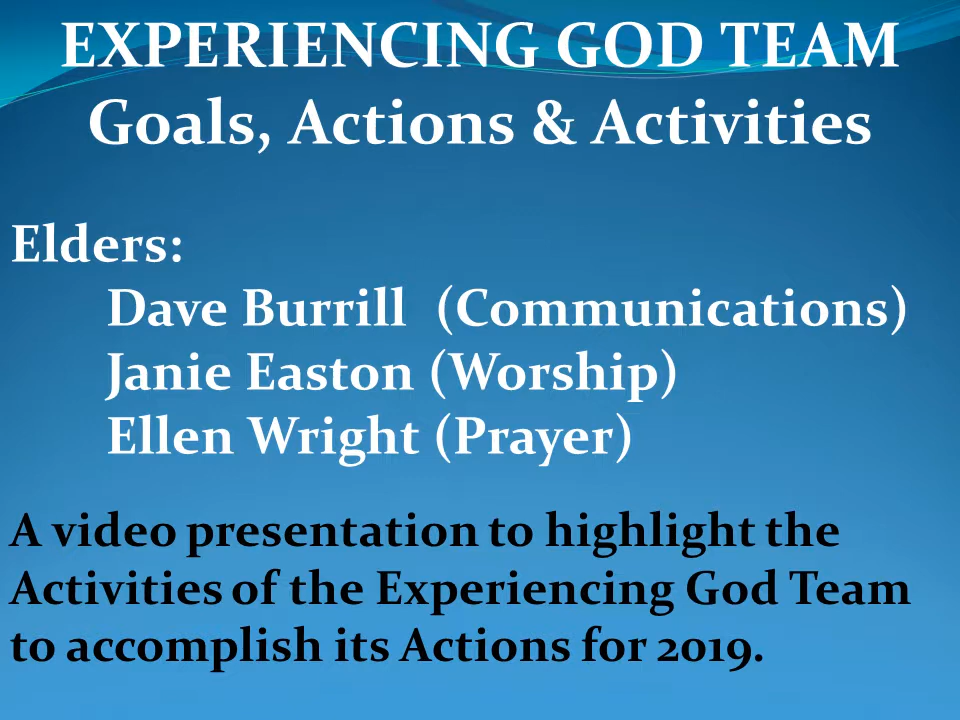 EXPERIENCING GOD TEAM
Goals, Actions & Activities
Elders:
Dave Burrill (Communications)
Janie Easton (Worship)
Ellen Wright (Prayer)
A video presentation to highlight the
Activities of the Experiencing God Team
to accomplish its Actions for 2019.